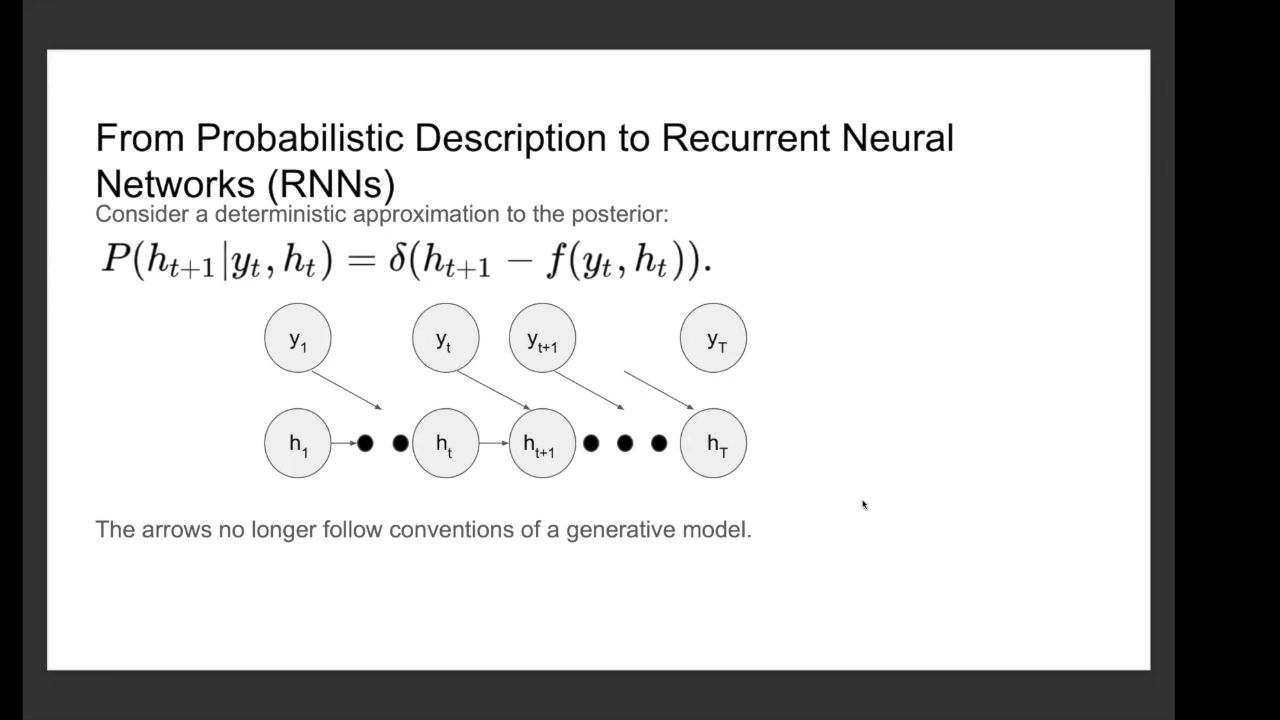 From Probabilistic Description to Recurrent Neural
Networks (RNNs)
Consider a deterministic approximation to the posterior:
P(h_{t+1}|y_t, h_t) = δ(h_{t+1} − f(y_t, h_t)).
y_1 y_t y_{t+1} y_T
h_1 h_t h_{t+1} h_T
The arrows no longer follow conventions of a generative model.